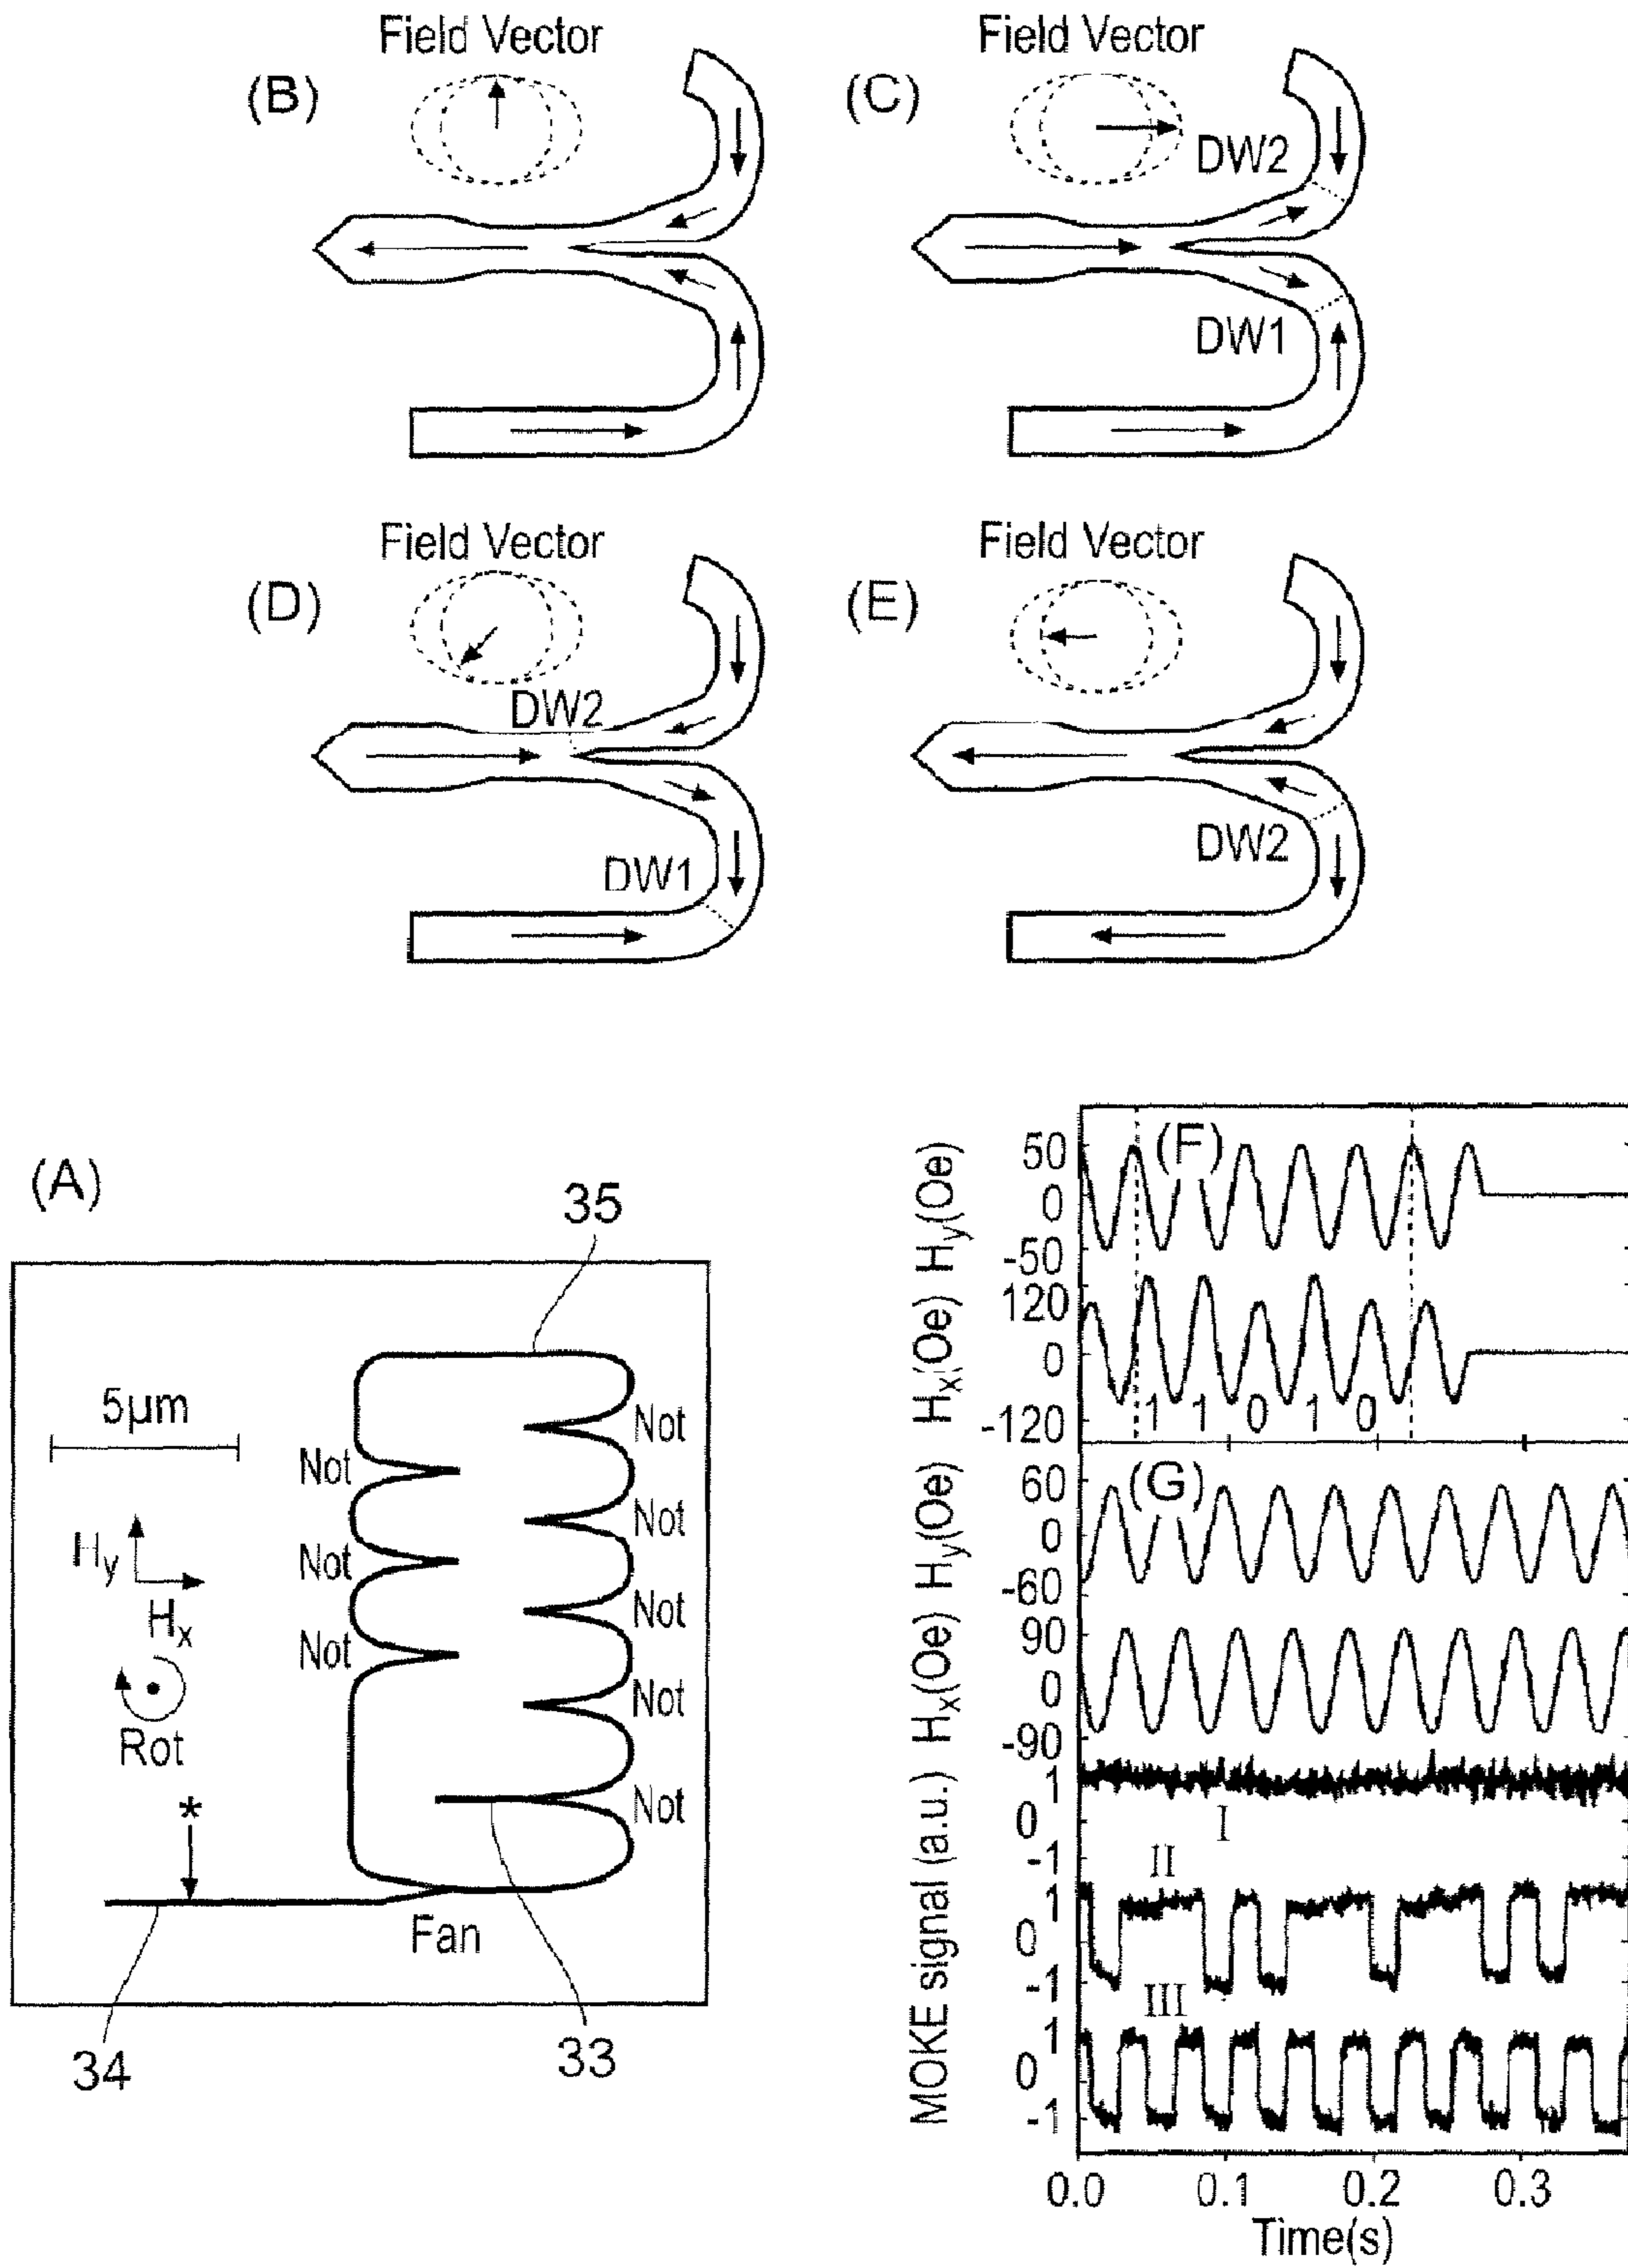 Field Vector
(B)
Field Vector
(C)
DW2
DW1
Field Vector
(D)
DW2
DW1
Field Vector
(E)
DW2
(A)
35
5µm
Not
Not
Not
Not
Not
Not
Not
Not
Hy
Hx
Rot
*
Fan
34
33
(F)
Hy(Oe)
50
0
-50
Hx(Oe)
120
0
-120
1 1 0 1 0
(G)
Hy(Oe)
60
0
-60
Hx(Oe)
90
0
-90
MOKE signal (a.u.)
1
0
-1
I
II
1
0
-1
III
1
0
-1
0.0 0.1 0.2 0.3
Time(s)